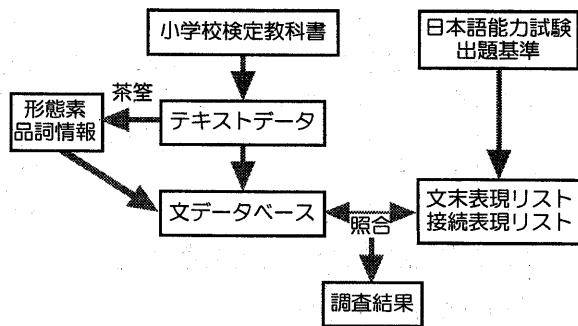 小学校検定教科書
日本語能力試験
出題基準
茶筌
形態素
品詞情報
テキストデータ
文データベース
照合
文末表現リスト
接続表現リスト
調査結果